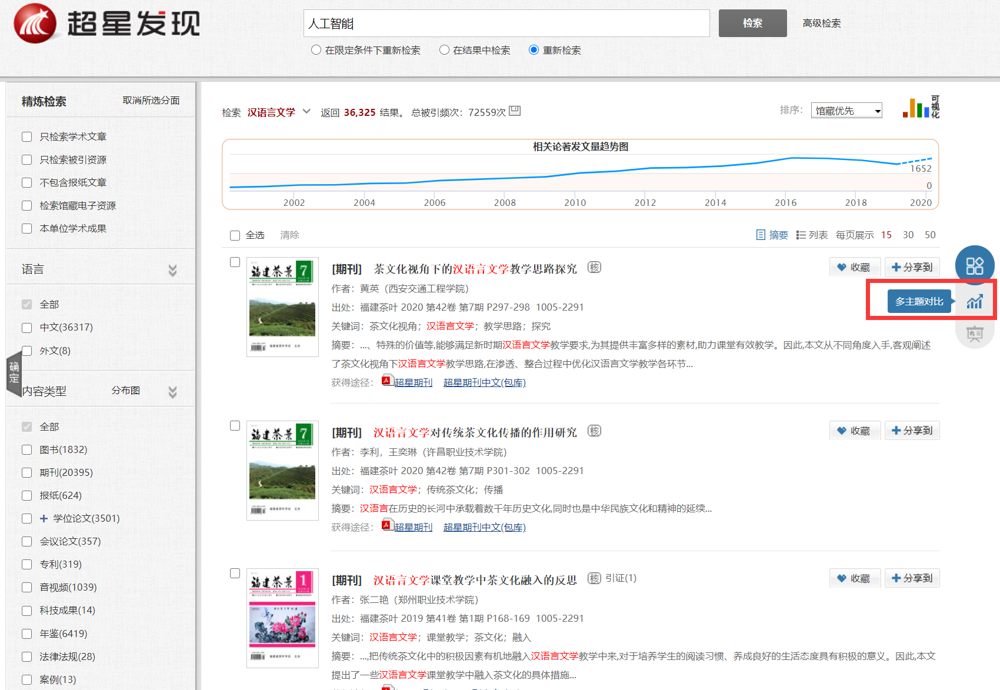 超星发现
人工智能
检索
高级检索
在限定条件下重新检索
在结果中检索
重新检索
精炼检索
取消所选分面
只检索学术文章
只检索被引资源
不包含报纸文章
检索馆藏电子资源
本单位学术成果
语言
全部
中文(36317)
外文(8)
确定
内容类型
分布图
全部
图书(1832)
期刊(20395)
报纸(624)
学位论文(3501)
会议论文(357)
专利(319)
音视频(1039)
科技成果(14)
年鉴(6419)
法律法规(28)
案例(13)
检索 汉语言文学 返回 36,325 结果。 总被引频次：72559次
排序： 馆藏优先
可视化
相关论著发文量趋势图
1652
0
2002 2004 2006 2008 2010 2012 2014 2016 2018 2020
全选 清除
摘要 列表 每页展示 15 30 50
福建茶叶 7
[期刊] 茶文化视角下的汉语言文学教学思路探究 核
收藏 分享到
作者：黄英（西安交通工程学院）
出处：福建茶叶 2020 第42卷 第7期 P297-298 1005-2291
关键词：茶文化视角；汉语言文学；教学思路；探究
摘要：...、特殊的价值等,能够满足新时期汉语言文学教学要求,为其提供丰富多样的素材,助力课堂有效教学。因此,本文从不同角度入手,客观阐述
了茶文化视角下汉语言文学教学思路,在渗透、整合过程中优化汉语言文学教学各环节...
获得途径： 超星期刊 超星期刊中文(包库)
多主题对比
福建茶叶 7
[期刊] 汉语言文学对传统茶文化传播的作用研究 核
收藏 分享到
作者：李利，王奕琳（许昌职业技术学院）
出处：福建茶叶 2020 第42卷 第7期 P301-302 1005-2291
关键词：汉语言文学；传统茶文化；传播
摘要：汉语言在历史的长河中承载着数千年历史文化,同时也是中华民族文化和精神的延续...
获得途径： 超星期刊 超星期刊中文(包库)
福建茶叶 1
[期刊] 汉语言文学课堂教学中茶文化融入的反思 核 引证(1)
收藏 分享到
作者：张二艳（郑州职业技术学院）
出处：福建茶叶 2019 第41卷 第1期 P168-169 1005-2291
关键词：汉语言文学；课堂教学；茶文化；融入
摘要：...,把传统茶文化中的积极因素有机地融入汉语言文学教学中来,对于培养学生的阅读习惯、养成良好的生活态度具有积极的意义。因此,本文
提出了一些汉语言文学课堂教学中融入茶文化的具体措施...